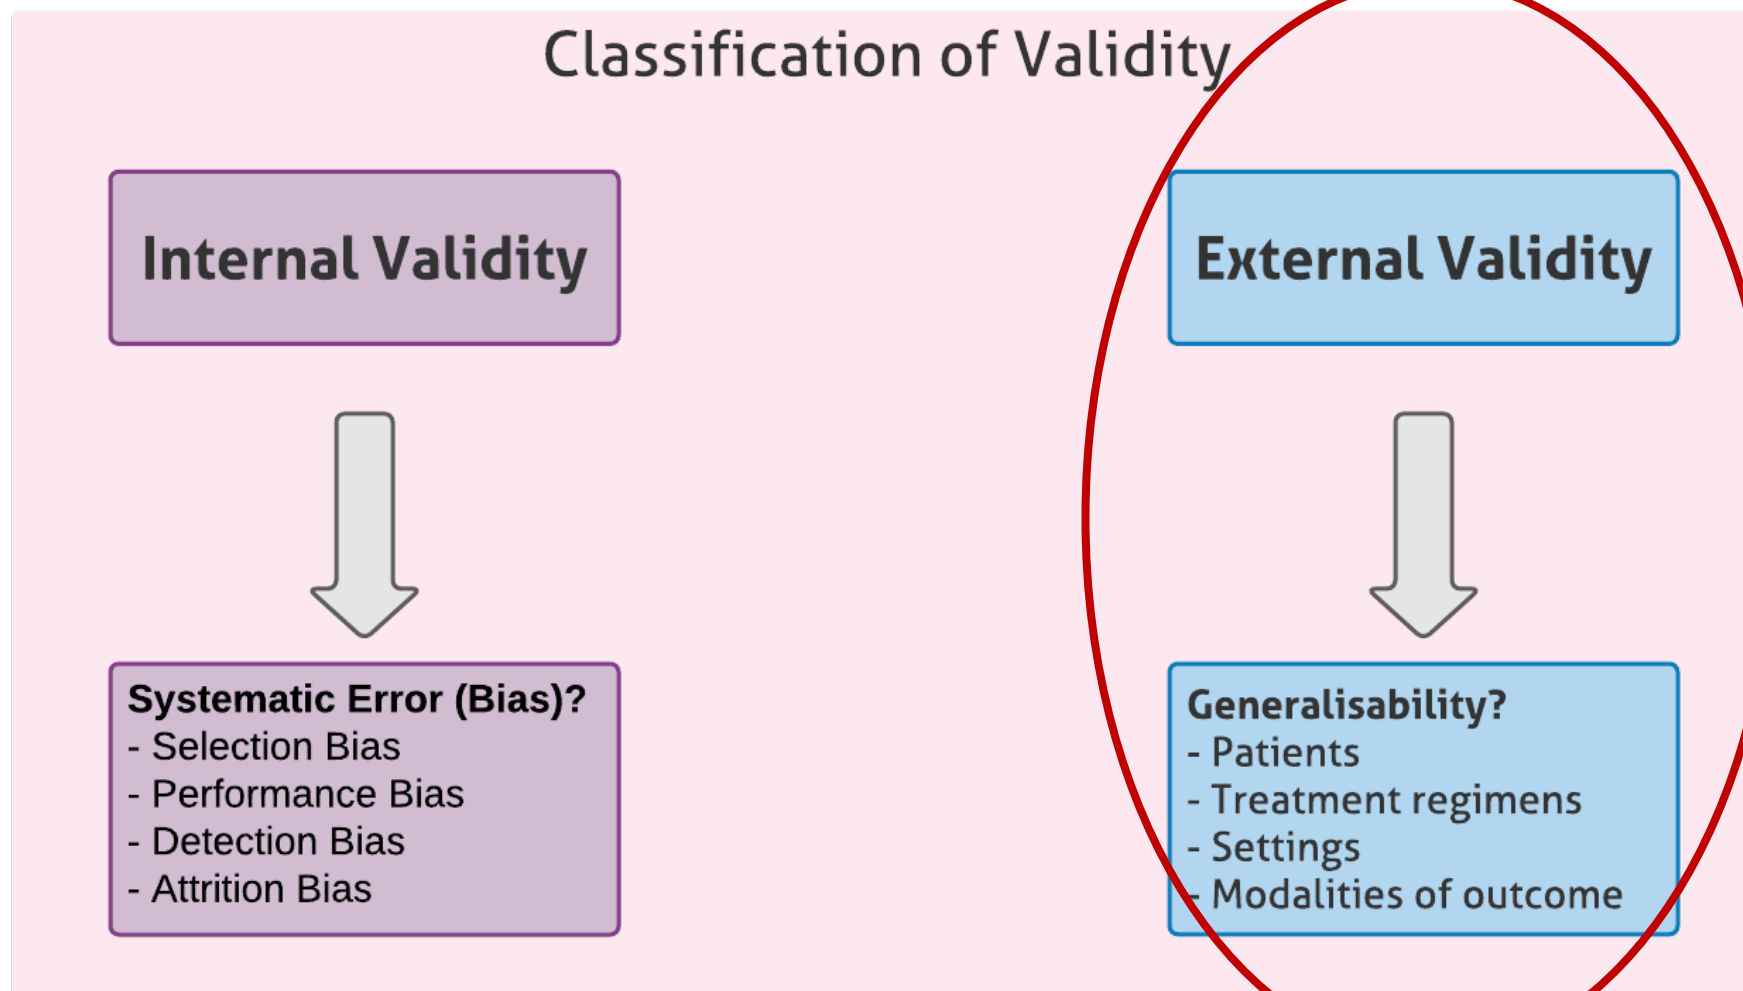 Classification of Validity
Internal Validity
External Validity
Systematic Error (Bias)?
- Selection Bias
- Performance Bias
- Detection Bias
- Attrition Bias
Generalisability?
- Patients
- Treatment regimens
- Settings
- Modalities of outcome